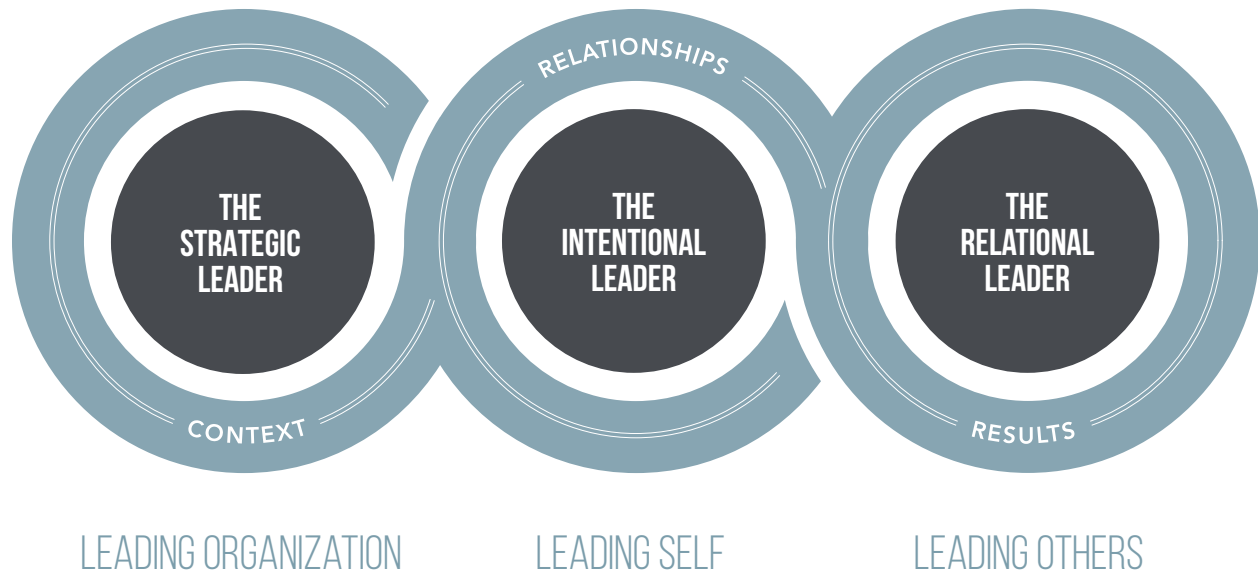 RELATIONSHIPS
THE
STRATEGIC
LEADER
THE
INTENTIONAL
LEADER
THE
RELATIONAL
LEADER
CONTEXT
RESULTS
LEADING ORGANIZATION
LEADING SELF
LEADING OTHERS